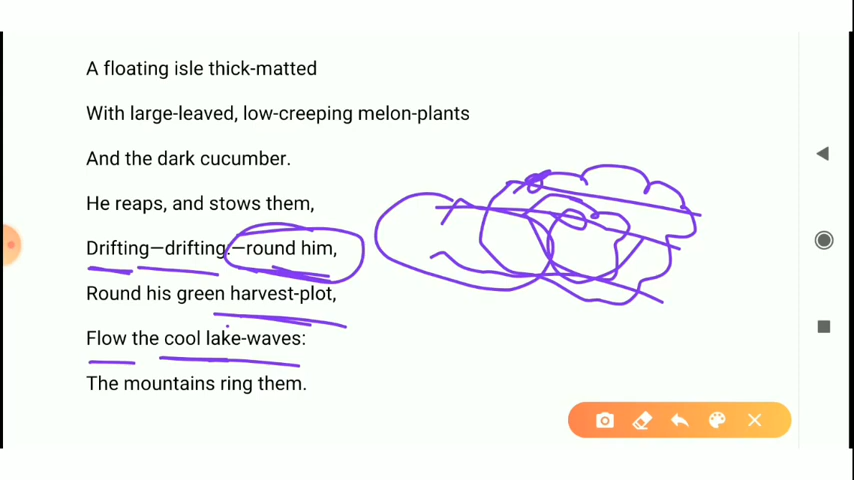 A floating isle thick-matted
With large-leaved, low-creeping melon-plants
And the dark cucumber.
He reaps, and stows them,
Drifting—drifting:—round him,
Round his green harvest-plot,
Flow the cool lake-waves:
The mountains ring them.